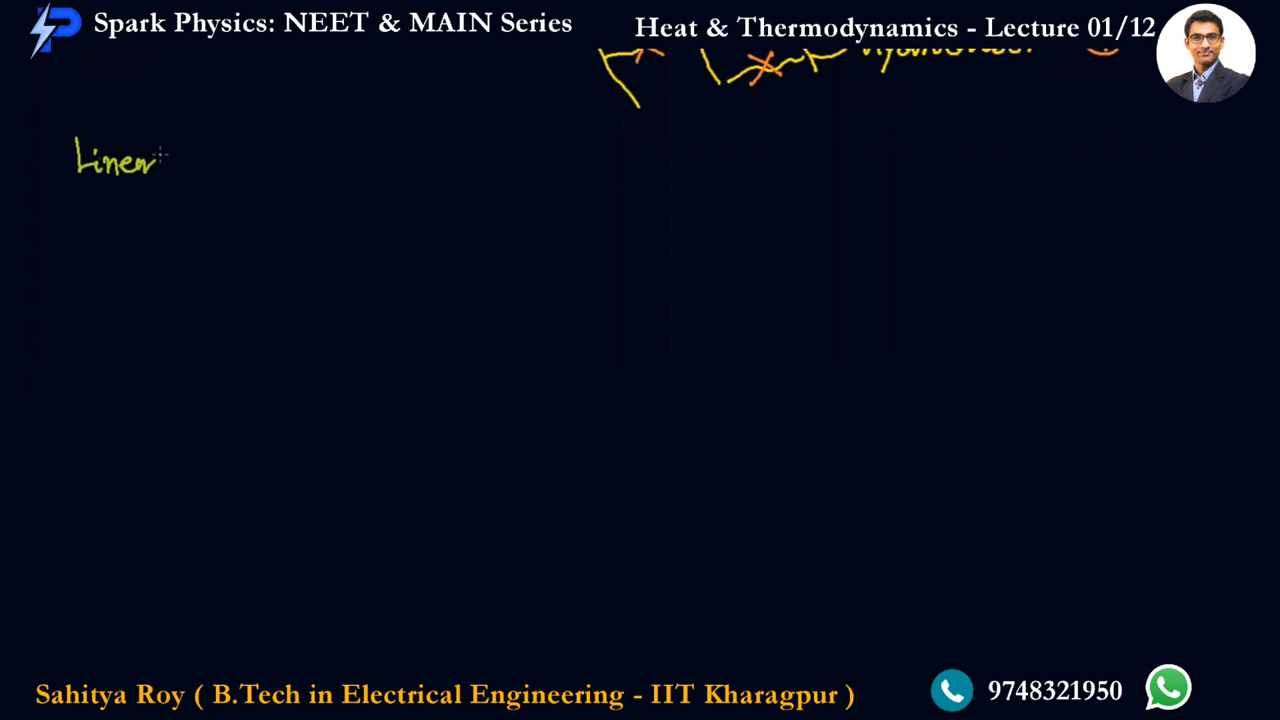 Spark Physics: NEET & MAIN Series
Heat & Thermodynamics - Lecture 01/12
Linear
Sahitya Roy ( B.Tech in Electrical Engineering - IIT Kharagpur )
9748321950